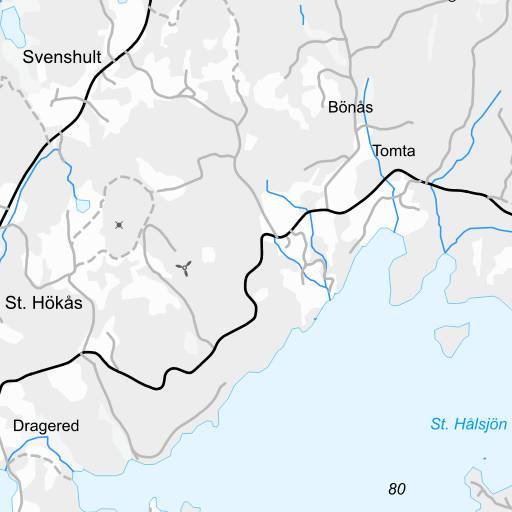 Svenshult
Bönås
Tomta
St. Hökås
Dragered
St. Hålsjön
80